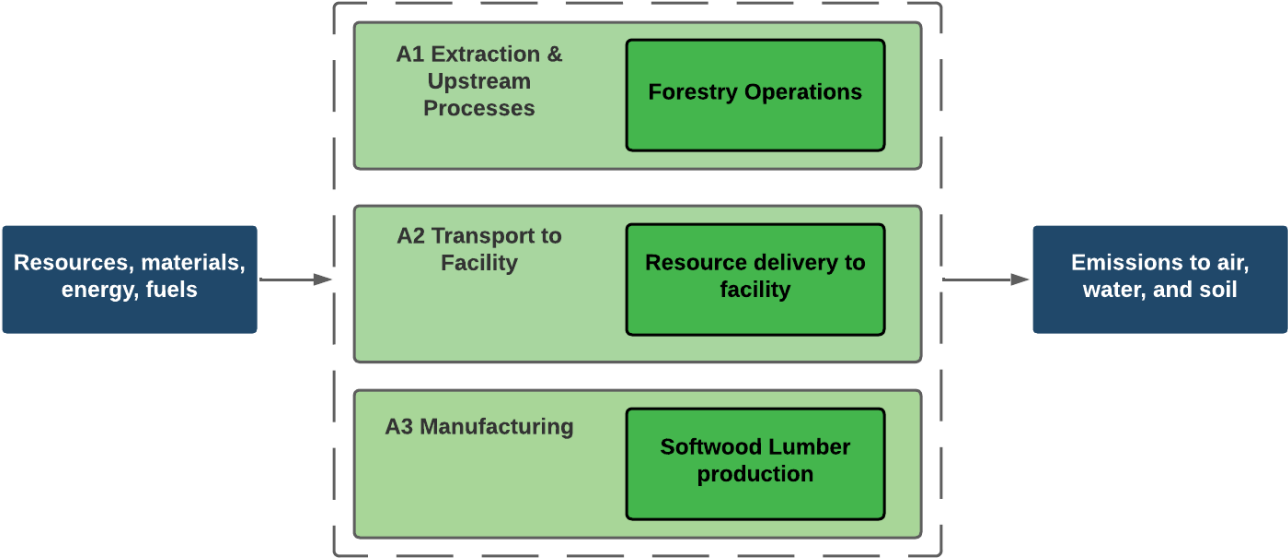 A1 Extraction &
Upstream
Processes
Forestry Operations
Resources, materials,
energy, fuels
A2 Transport to
Facility
Resource delivery to
facility
Emissions to air,
water, and soil
A3 Manufacturing
Softwood Lumber
production